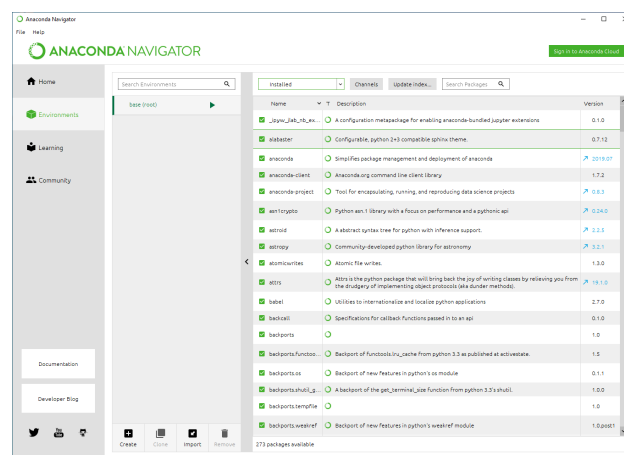 Anaconda Navigator
File Help
ANACONDA NAVIGATOR
Sign in to Anaconda Cloud
Home
Environments
Learning
Community
Documentation
Developer Blog
You Tube
Search Environments
base (root)
Create Clone Import Remove
Installed Channels Update index... Search Packages
Name T Description Version
_ipyw_jlab_nb_ex... A configuration metapackage for enabling anaconda-bundled jupyter extensions 0.1.0
alabaster Configurable, python 2+3 compatible sphinx theme. 0.7.12
anaconda Simplifies package management and deployment of anaconda 2019.07
anaconda-client Anaconda.org command line client library 1.7.2
anaconda-project Tool for encapsulating, running, and reproducing data science projects 0.8.3
asn1crypto Python asn.1 library with a focus on performance and a pythonic api 0.24.0
astroid A abstract syntax tree for python with inference support. 2.2.5
astropy Community-developed python library for astronomy 3.2.1
atomicwrites Atomic file writes. 1.3.0
attrs Attrs is the python package that will bring back the joy of writing classes by relieving you from 19.1.0
the drudgery of implementing object protocols (aka dunder methods).
babel Utilities to internationalize and localize python applications 2.7.0
backcall Specifications for callback functions passed in to an api 0.1.0
backports 1.0
backports.functoo... Backport of functools.lru_cache from python 3.3 as published at activestate. 1.5
backports.os Backport of new features in python's os module 0.1.1
backports.shutil_g... A backport of the get_terminal_size function from python 3.3's shutil. 1.0.0
backports.tempfile 1.0
backports.weakref Backport of new features in python's weakref module 1.0.post1
273 packages available